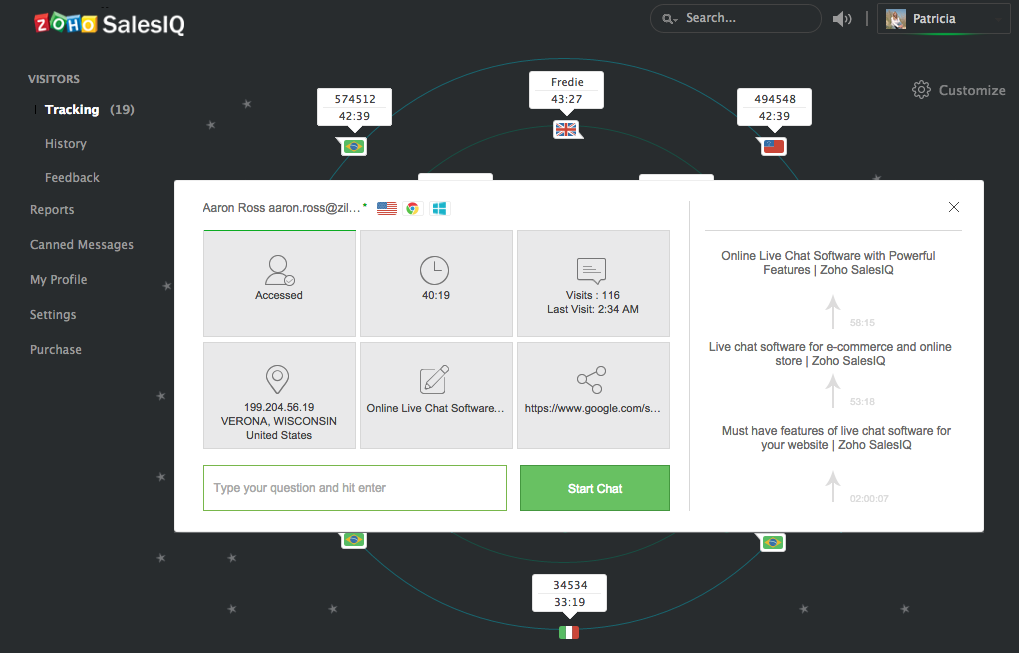 ZOHO SalesIQ
Search...
Patricia
VISITORS
Tracking (19)
History
Feedback
Reports
Canned Messages
My Profile
Settings
Purchase
Customize
574512
42:39
Fredie
43:27
494548
42:39
Aaron Ross aaron.ross@zil... *
Accessed
40:19
Visits : 116
Last Visit: 2:34 AM
199.204.56.19
VERONA, WISCONSIN
United States
Online Live Chat Software...
https://www.google.com/s...
Type your question and hit enter
Start Chat
Online Live Chat Software with Powerful
Features | Zoho SalesIQ
58:15
Live chat software for e-commerce and online
store | Zoho SalesIQ
53:18
Must have features of live chat software for
your website | Zoho SalesIQ
02:00:07
34534
33:19